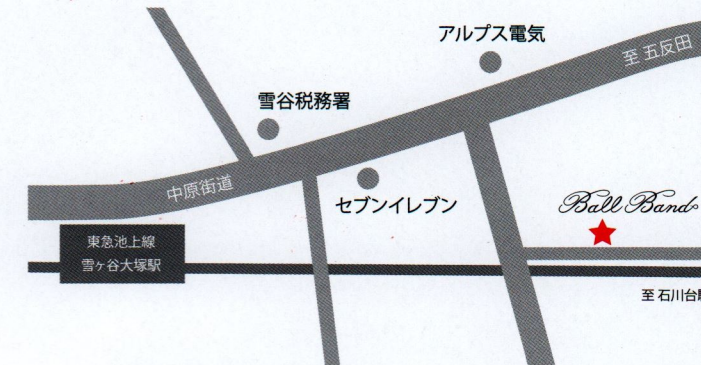 アルプス電気
至 五反田
雪谷税務署
中原街道
セブンイレブン
Ball Band
東急池上線
雪ヶ谷大塚駅
至 石川台駅